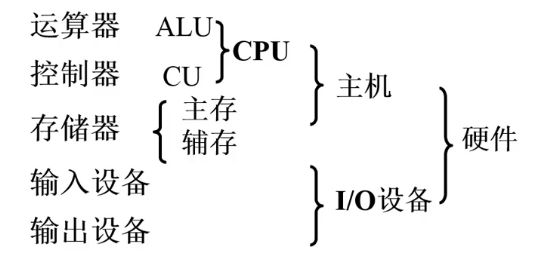 运算器 ALU
CPU
控制器 CU
主机
存储器
主存
辅存
硬件
输入设备
I/O设备
输出设备